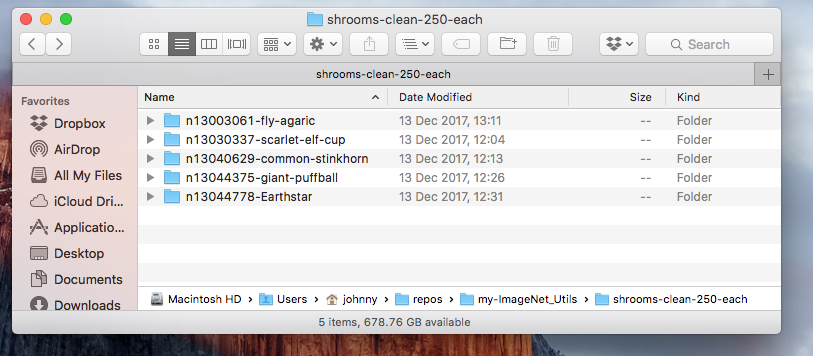 shrooms-clean-250-each
Search
shrooms-clean-250-each
Favorites
Dropbox
AirDrop
All My Files
iCloud Dri...
Applicatio...
Desktop
Documents
Downloads
Name Date Modified Size Kind
n13003061-fly-agaric 13 Dec 2017, 13:11 -- Folder
n13030337-scarlet-elf-cup 13 Dec 2017, 12:04 -- Folder
n13040629-common-stinkhorn 13 Dec 2017, 12:13 -- Folder
n13044375-giant-puffball 13 Dec 2017, 12:26 -- Folder
n13044778-Earthstar 13 Dec 2017, 12:31 -- Folder
Macintosh HD Users johnny repos my-ImageNet_Utils shrooms-clean-250-each
5 items, 678.76 GB available